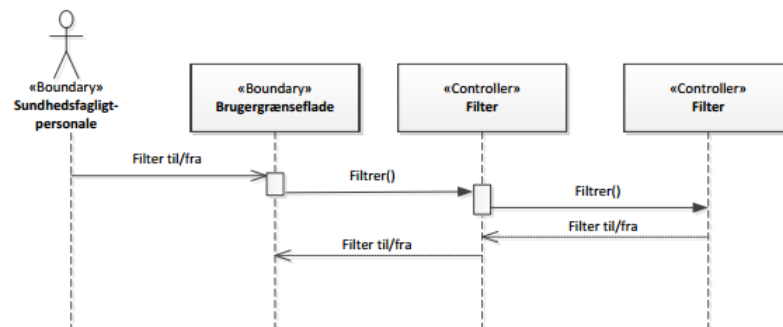 «Boundary»
Sundhedsfagligt-
personale
«Boundary»
Brugergrænseflade
«Controller»
Filter
«Controller»
Filter
Filter til/fra
Filtrer()
Filtrer()
Filter til/fra
Filter til/fra